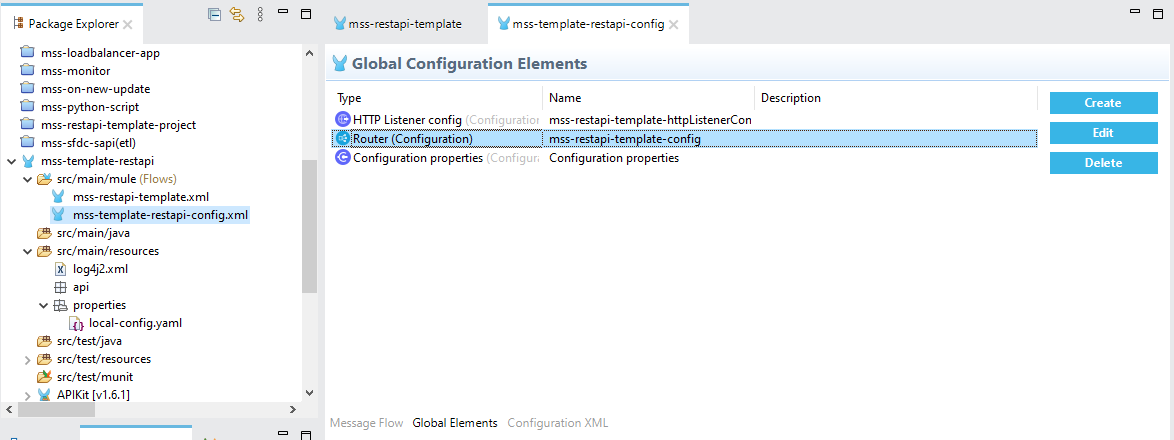 Package Explorer
mss-loadbalancer-app
mss-monitor
mss-on-new-update
mss-python-script
mss-restapi-template-project
mss-sfdc-sapi(etl)
mss-template-restapi
src/main/mule (Flows)
mss-restapi-template.xml
mss-template-restapi-config.xml
src/main/java
src/main/resources
log4j2.xml
api
properties
local-config.yaml
src/test/java
src/test/resources
src/test/munit
APIKit [v1.6.1]
mss-restapi-template
mss-template-restapi-config
Global Configuration Elements
Type Name Description
HTTP Listener config (Configuration mss-restapi-template-httpListenerCon
Router (Configuration) mss-restapi-template-config
Configuration properties (Configura Configuration properties
Create
Edit
Delete
Message Flow Global Elements Configuration XML